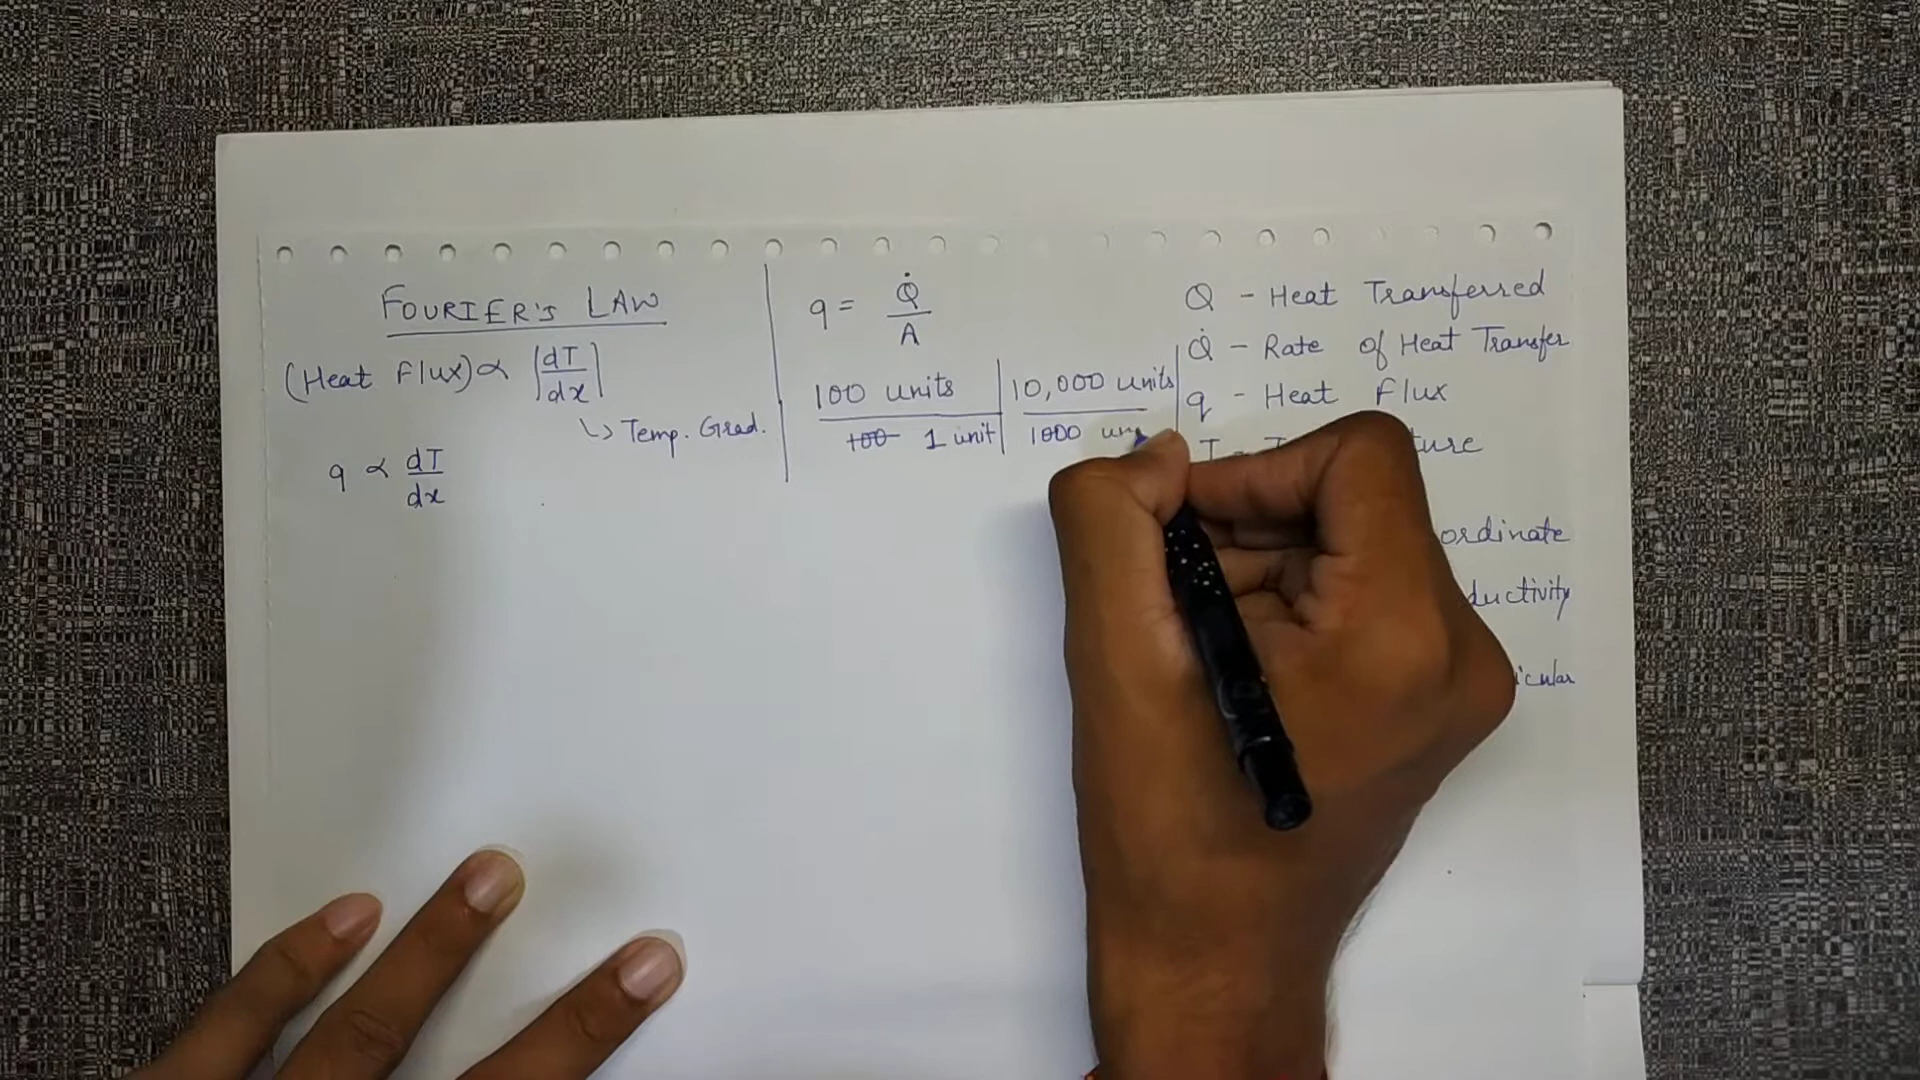 FOURIER'S LAW
(Heat Flux) ∝ |dT/dx|
↳ Temp. Grad.
q ∝ dT/dx
q = Q̇/A
100 units
100 1 unit
10,000 units
1000
Q - Heat Transferred
Q̇ - Rate of Heat Transfer
q - Heat Flux
T -